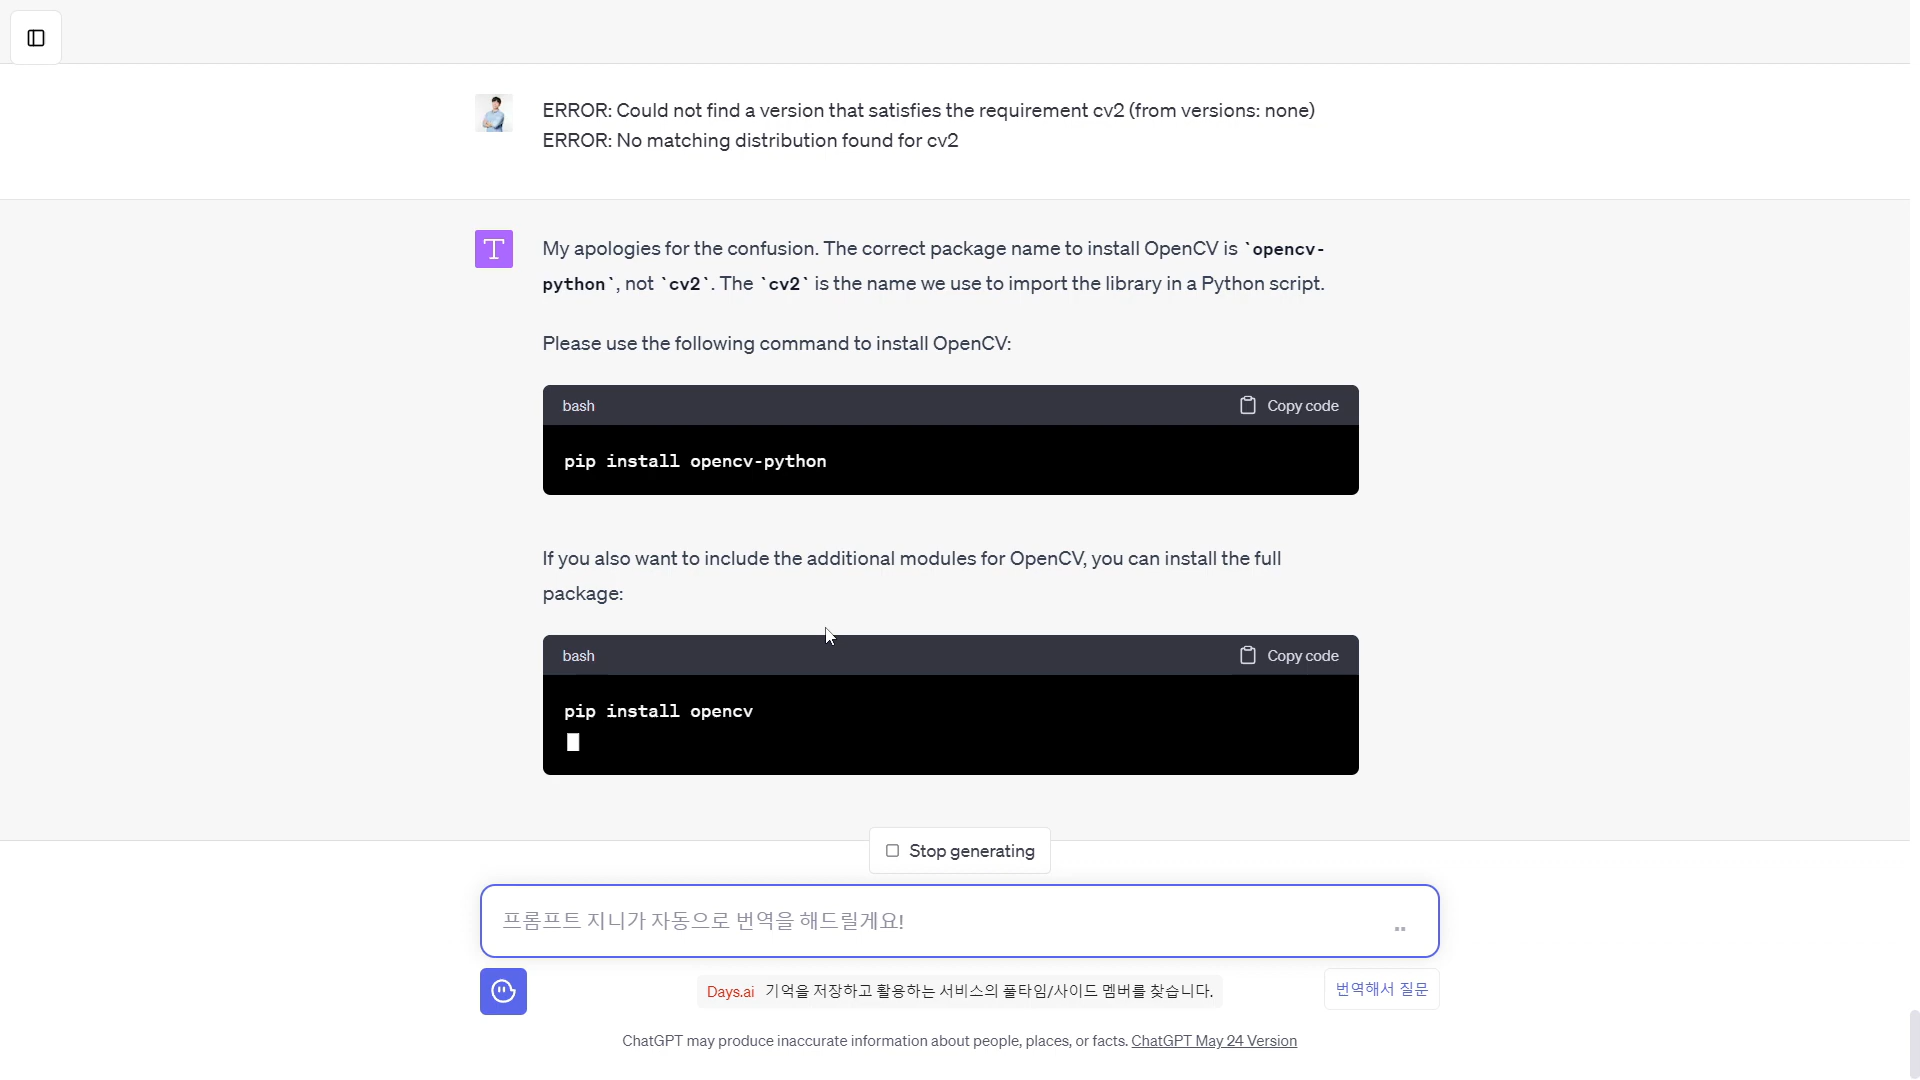 ERROR: Could not find a version that satisfies the requirement cv2 (from versions: none)
ERROR: No matching distribution found for cv2
T
My apologies for the confusion. The correct package name to install OpenCV is `opencv-
python`, not `cv2`. The `cv2` is the name we use to import the library in a Python script.
Please use the following command to install OpenCV:
bash
Copy code
pip install opencv-python
If you also want to include the additional modules for OpenCV, you can install the full
package:
bash
Copy code
pip install opencv
Stop generating
프롬프트 지니가 자동으로 번역을 해드릴게요!
Days.ai 기억을 저장하고 활용하는 서비스의 풀타임/사이드 멤버를 찾습니다.
번역해서 질문
ChatGPT may produce inaccurate information about people, places, or facts. ChatGPT May 24 Version